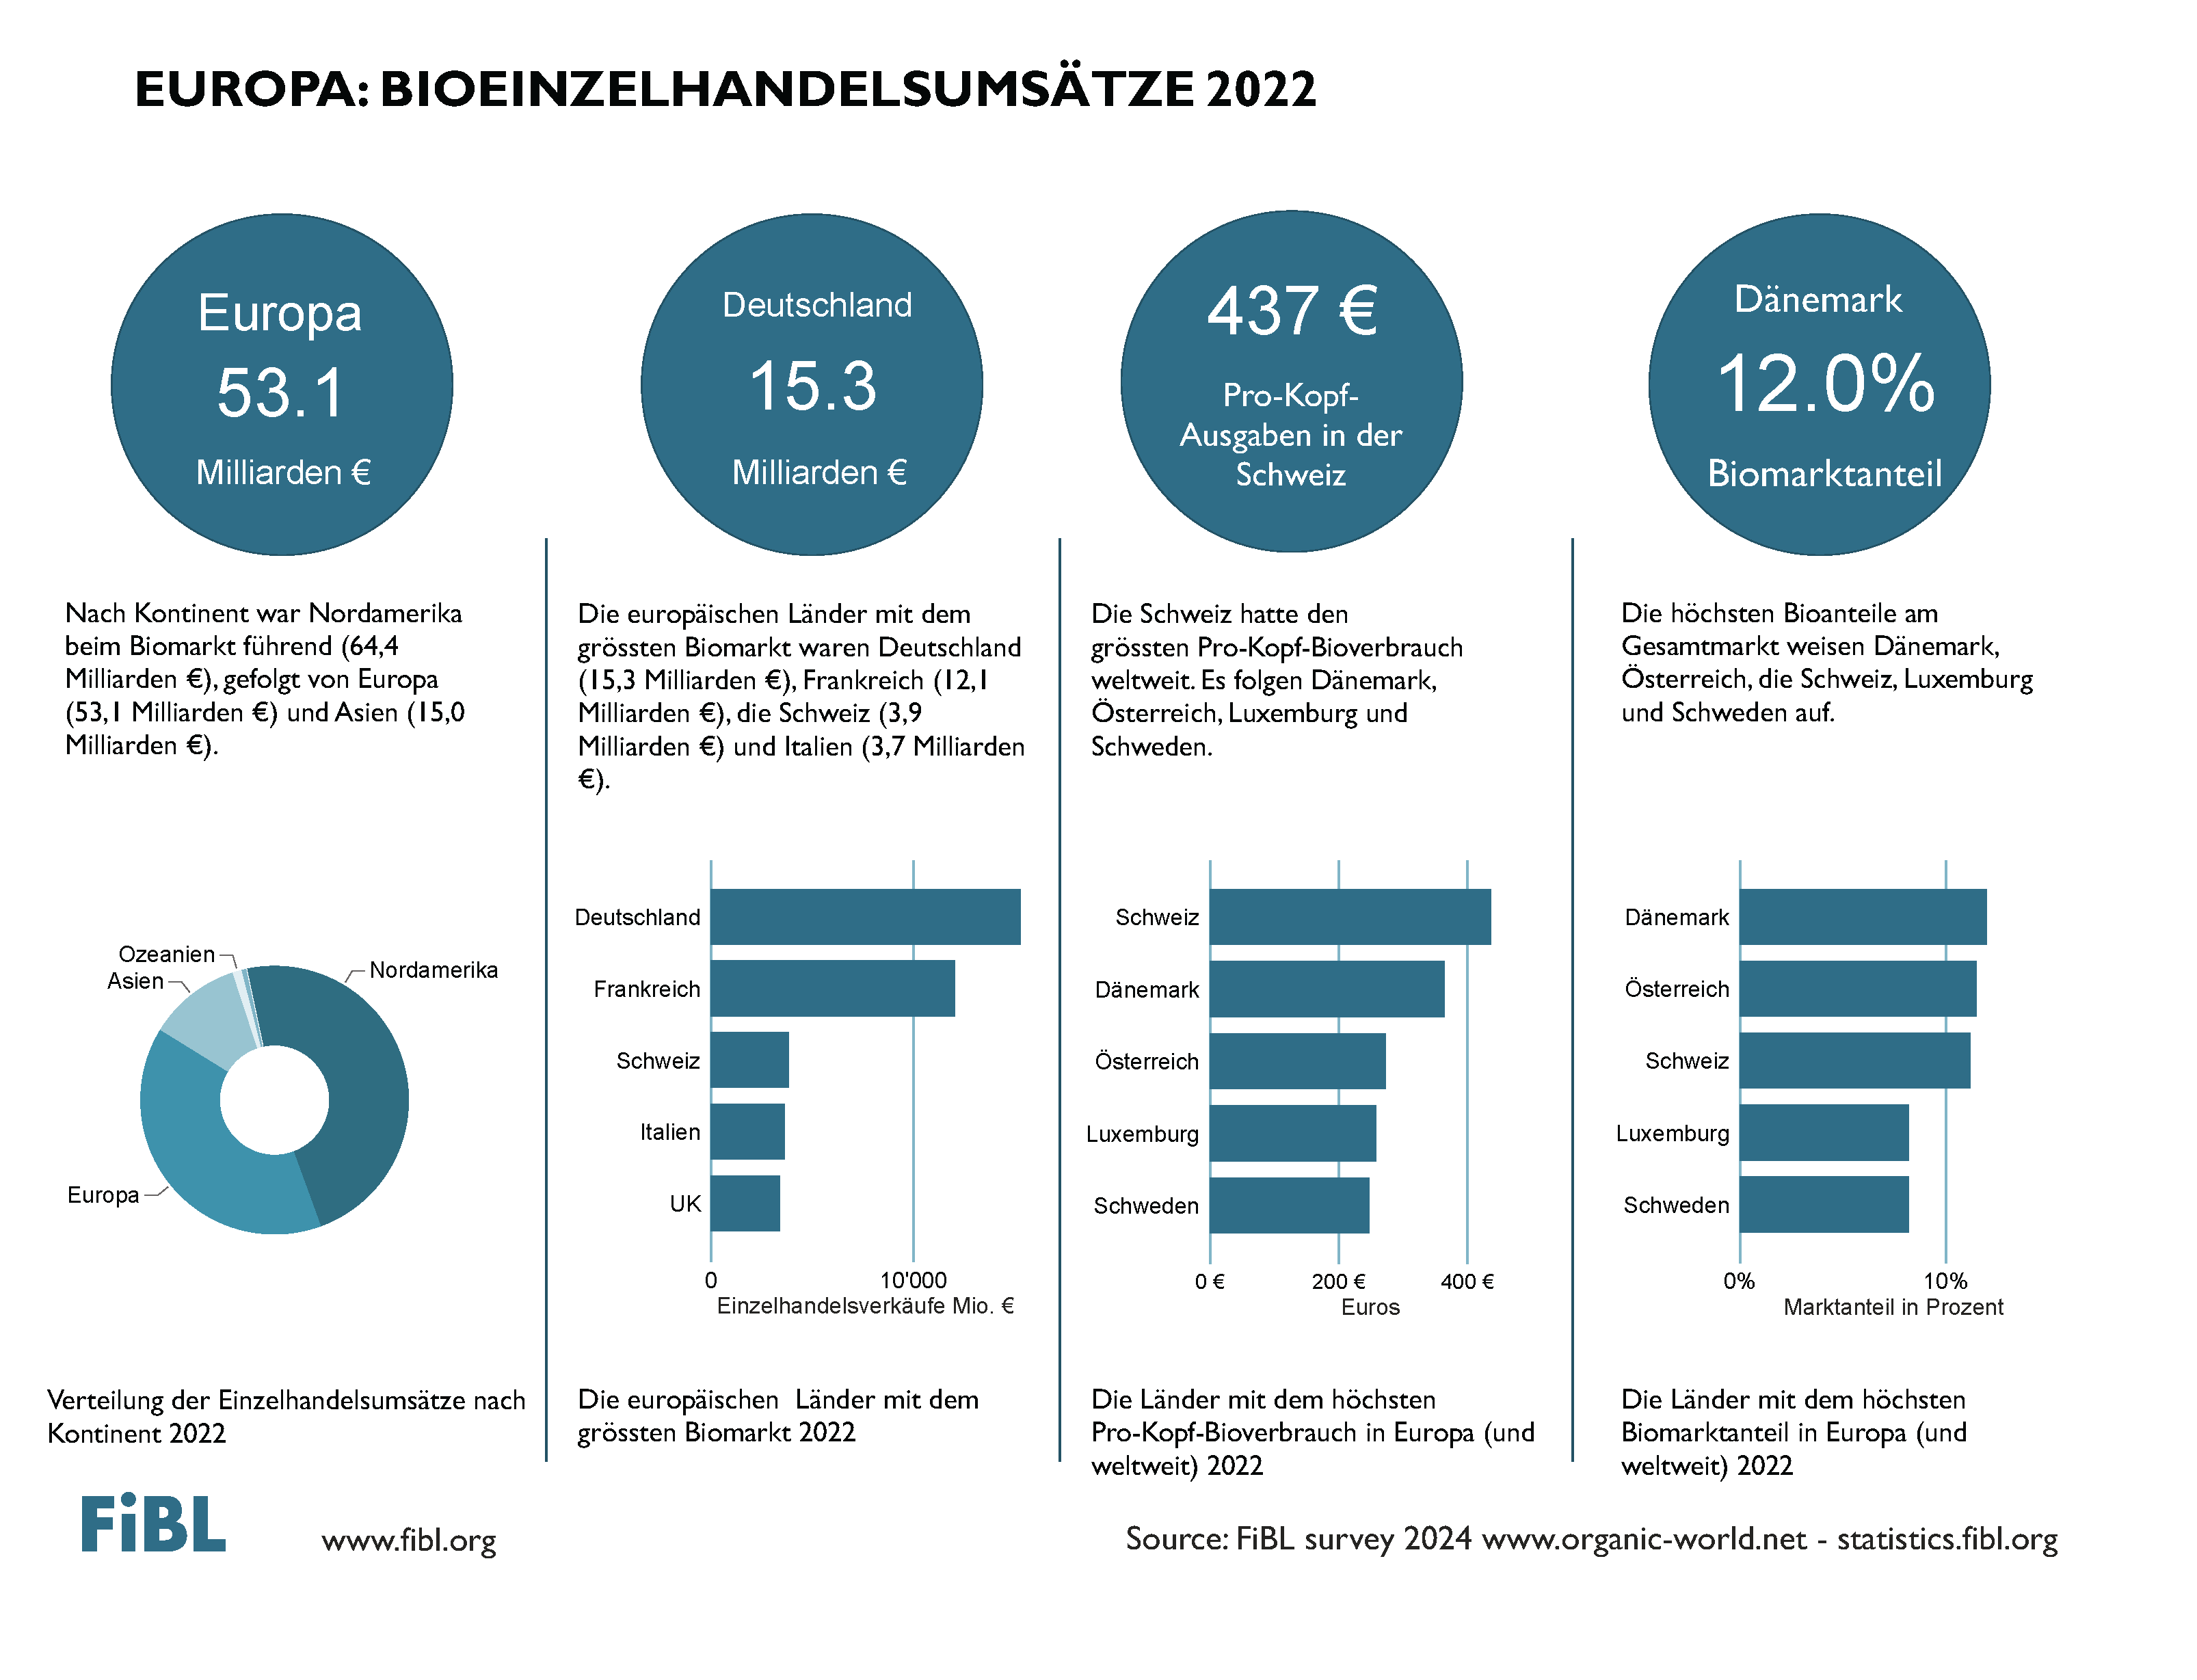 EUROPA: BIOEINZELHANDELSUMSÄTZE 2022
Europa
53.1
Milliarden €
Deutschland
15.3
Milliarden €
437 €
Pro-Kopf-
Ausgaben in der
Schweiz
Dänemark
12.0%
Biomarktanteil
Nach Kontinent war Nordamerika
beim Biomarkt führend (64,4
Milliarden €), gefolgt von Europa
(53,1 Milliarden €) und Asien (15,0
Milliarden €).
Die europäischen Länder mit dem
grössten Biomarkt waren Deutschland
(15,3 Milliarden €), Frankreich (12,1
Milliarden €), die Schweiz (3,9
Milliarden €) und Italien (3,7 Milliarden
€).
Die Schweiz hatte den
grössten Pro-Kopf-Bioverbrauch
weltweit. Es folgen Dänemark,
Österreich, Luxemburg und
Schweden.
Die höchsten Bioanteile am
Gesamtmarkt weisen Dänemark,
Österreich, die Schweiz, Luxemburg
und Schweden auf.
Ozeanien
Asien
Nordamerika
Europa
Deutschland
Frankreich
Schweiz
Italien
UK
0
10'000
Einzelhandelsverkäufe Mio. €
Schweiz
Dänemark
Österreich
Luxemburg
Schweden
0 €
200 €
400 €
Euros
Dänemark
Österreich
Schweiz
Luxemburg
Schweden
0%
10%
Marktanteil in Prozent
Verteilung der Einzelhandelsumsätze nach
Kontinent 2022
Die europäischen Länder mit dem
grössten Biomarkt 2022
Die Länder mit dem höchsten
Pro-Kopf-Bioverbrauch in Europa (und
weltweit) 2022
Die Länder mit dem höchsten
Biomarktanteil in Europa (und
weltweit) 2022
FiBL
www.fibl.org
Source: FiBL survey 2024 www.organic-world.net - statistics.fibl.org